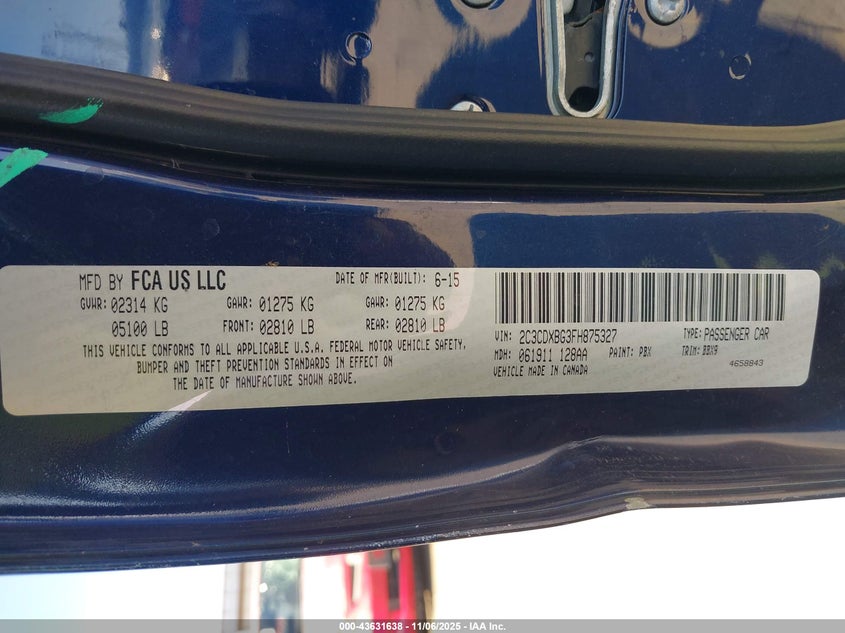 MFD BY FCA US LLC DATE OF MFR(BUILT): 6-15
GVWR: 02314 KG GAWR: 01275 KG GAWR: 01275 KG
05100 LB FRONT: 02810 LB REAR: 02810 LB
THIS VEHICLE CONFORMS TO ALL APPLICABLE U.S.A. FEDERAL MOTOR VEHICLE SAFETY,
BUMPER AND THEFT PREVENTION STANDARDS IN EFFECT ON
THE DATE OF MANUFACTURE SHOWN ABOVE.
VIN: 2C3CDXBG3FH875327 TYPE: PASSENGER CAR
MDH: 061911 128AA PAINT: PBX TRIM: BBX9
VEHICLE MADE IN CANADA 4658843
000-43631638 - 11/06/2025 - IAA Inc.